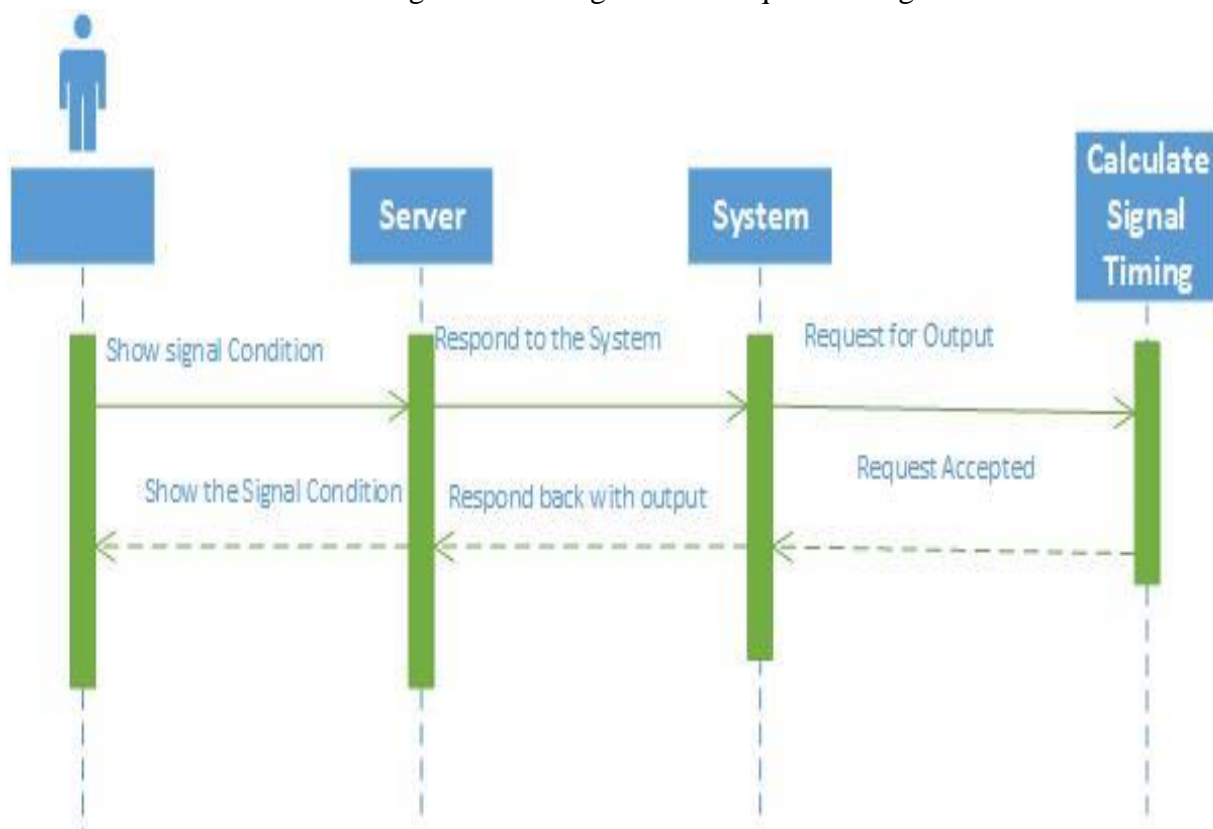 Server
System
Calculate
Signal
Timing
Show signal Condition
Respond to the System
Request for Output
Show the Signal Condition
Respond back with output
Request Accepted